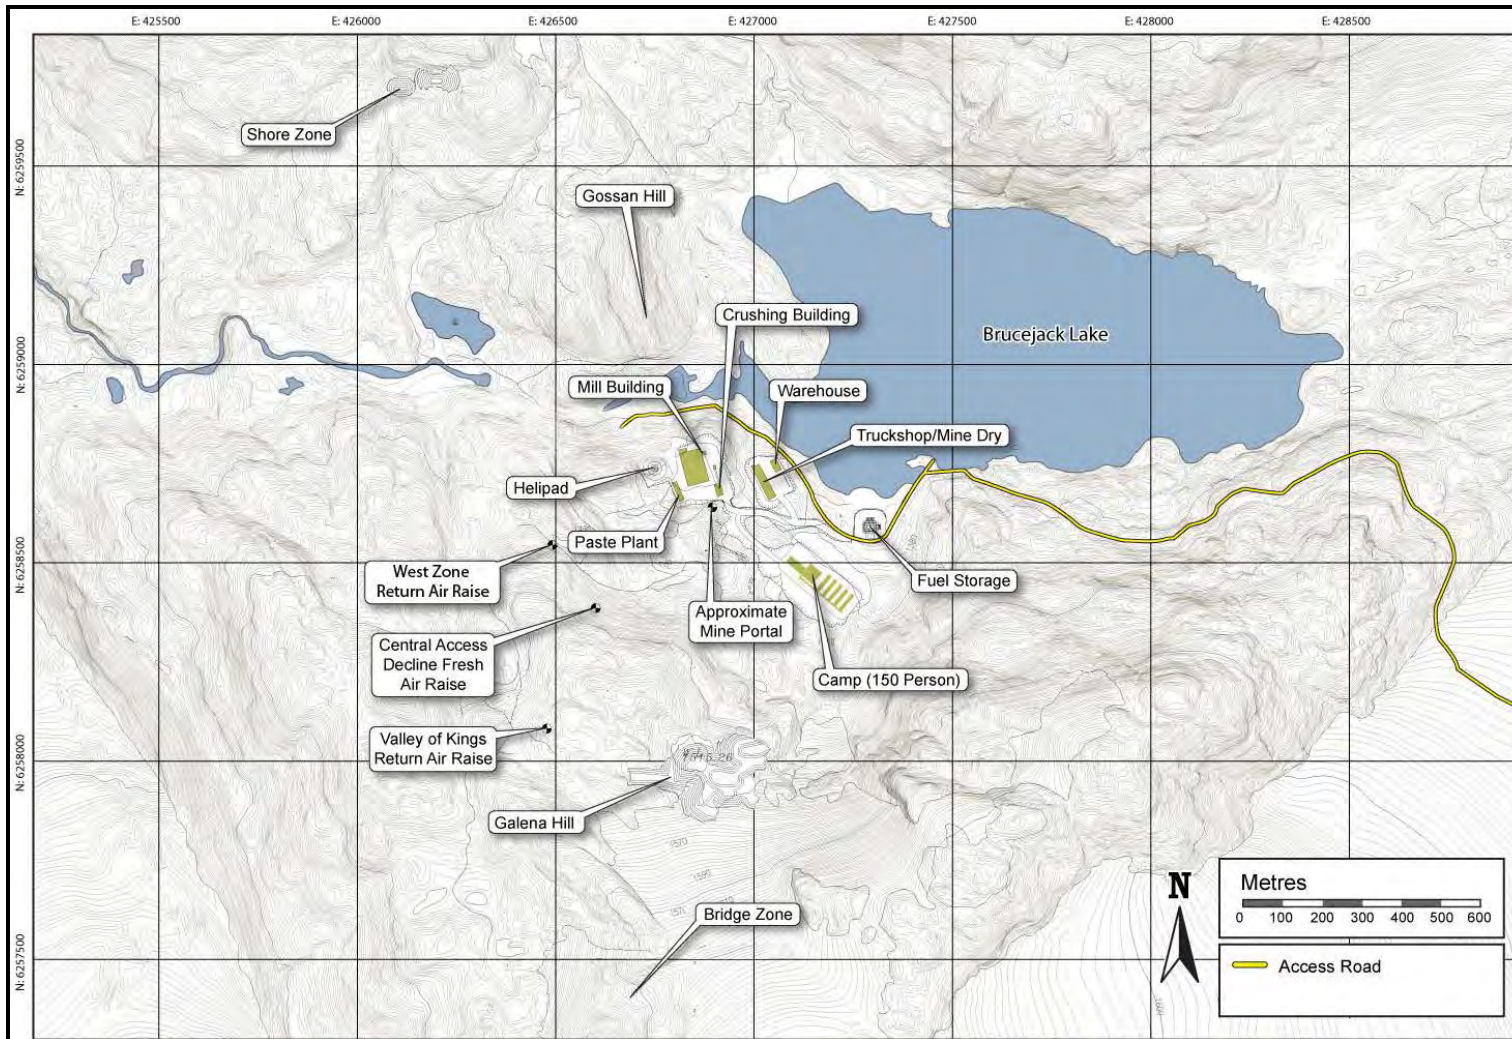 E: 425500
E: 426000
E: 426500
E: 427000
E: 427500
E: 428000
E: 428500
N: 6259500
N: 6259000
N: 6258500
N: 6258000
N: 6257500
Shore Zone
Gossan Hill
Crushing Building
Brucejack Lake
Mill Building
Warehouse
Truckshop/Mine Dry
Helipad
Paste Plant
West Zone
Return Air Raise
Fuel Storage
Approximate
Mine Portal
Central Access
Decline Fresh
Air Raise
Camp (150 Person)
Valley of Kings
Return Air Raise
Galena Hill
1570
Bridge Zone
N
Metres
0 100 200 300 400 500 600
Access Road